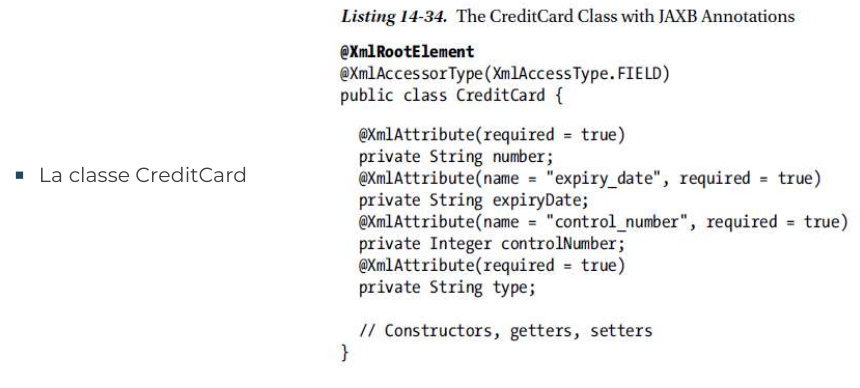 Listing 14-34. The CreditCard Class with JAXB Annotations
@XmlRootElement
@XmlAccessorType(XmlAccessType.FIELD)
public class CreditCard {
@XmlAttribute(required = true)
private String number;
▪ La classe CreditCard
@XmlAttribute(name = "expiry_date", required = true)
private String expiryDate;
@XmlAttribute(name = "control_number", required = true)
private Integer controlNumber;
@XmlAttribute(required = true)
private String type;
// Constructors, getters, setters
}